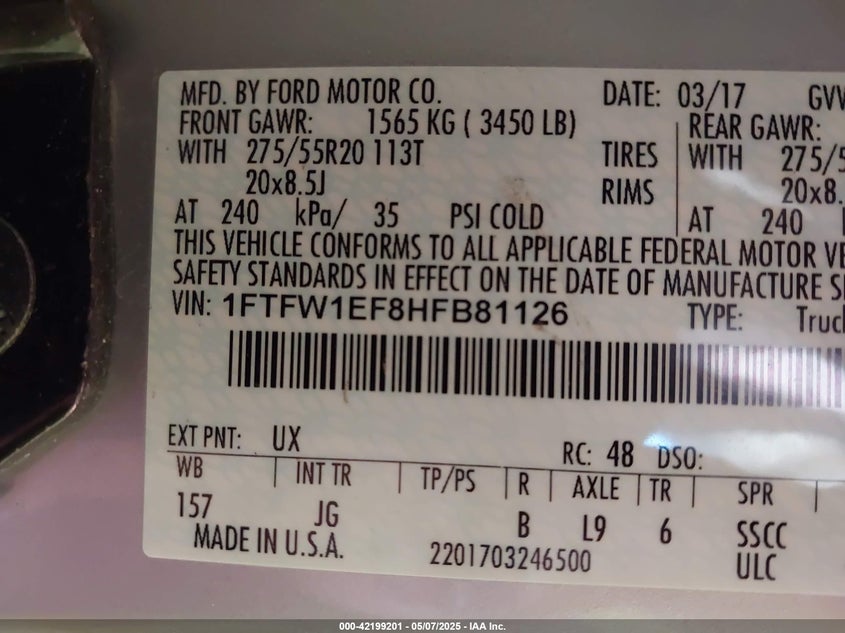 MFD. BY FORD MOTOR CO. DATE: 03/17
FRONT GAWR: 1565 KG ( 3450 LB) REAR GAWR:
WITH 275/55R20 113T TIRES WITH
20x8.5J RIMS
AT 240 kPa/ 35 PSI COLD AT 240
THIS VEHICLE CONFORMS TO ALL APPLICABLE FEDERAL MOTOR
SAFETY STANDARDS IN EFFECT ON THE DATE OF MANUFACTURE
VIN: 1FTFW1EF8HFB81126 TYPE:
EXT PNT: UX RC: 48 DSO:
WB INT TR TP/PS R AXLE TR SPR
157 JG B L9 6 SSCC
MADE IN U.S.A. 2201703246500 ULC
000-42199201 - 05/07/2025 - IAA Inc.